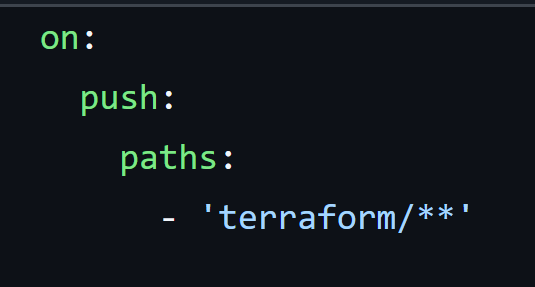 on:
  push:
    paths:
      - 'terraform/**'